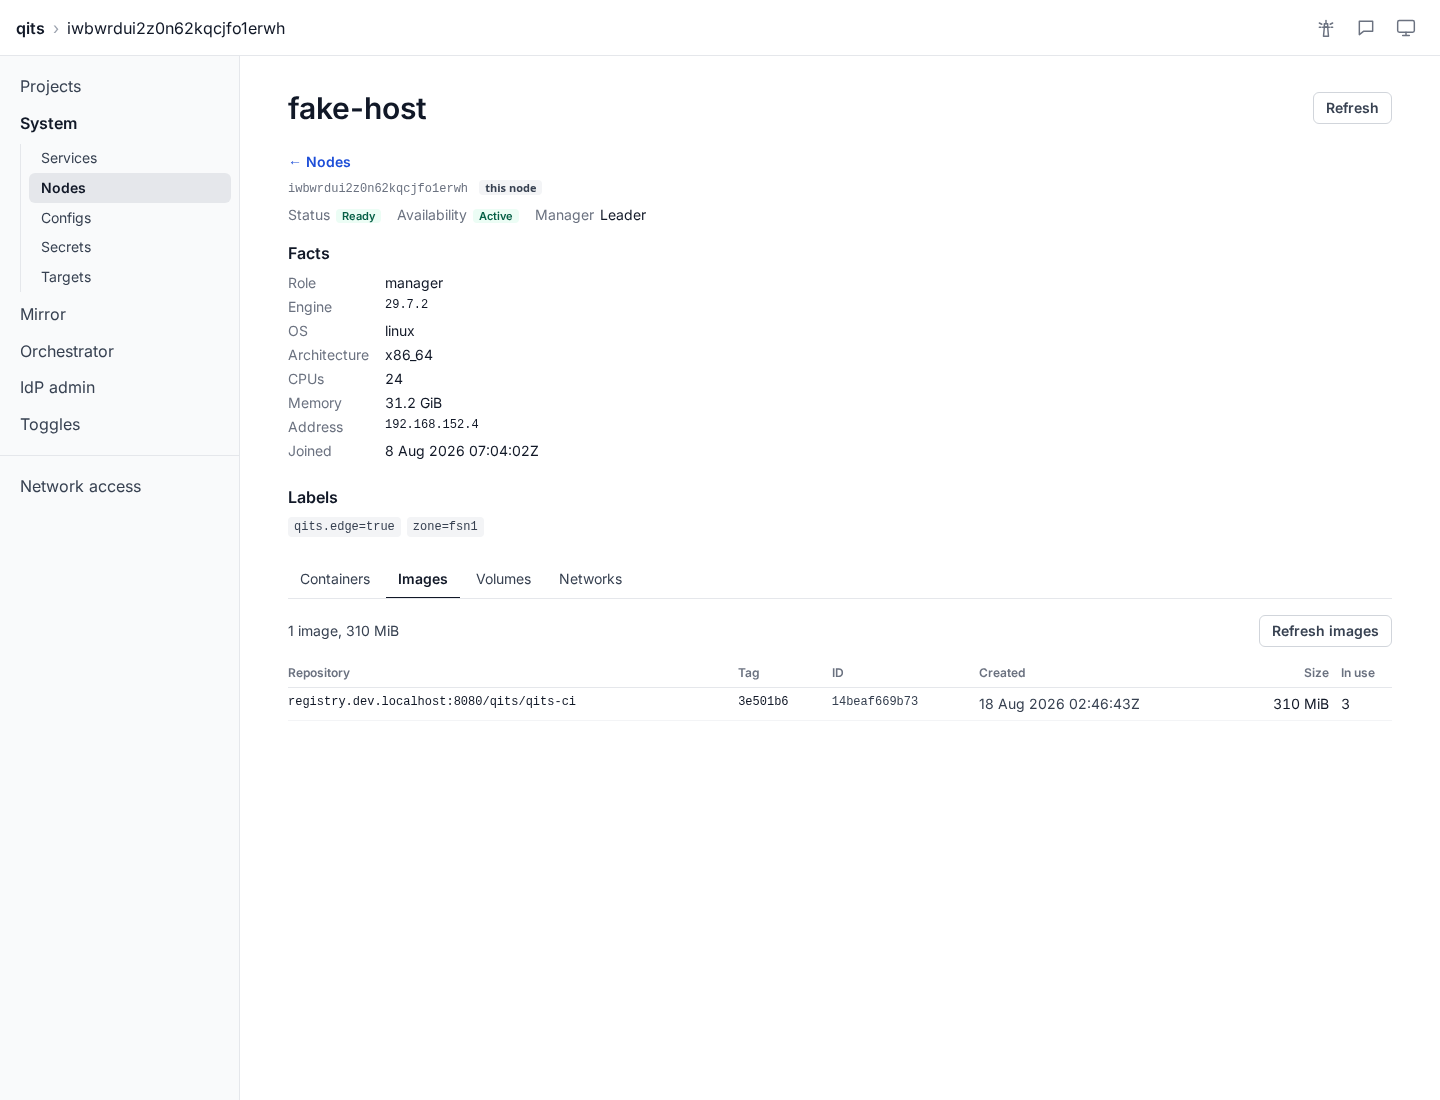 qits › iwbwrdui2z0n62kqcjfo1erwh
Projects
System
Services
Nodes
Configs
Secrets
Targets
Mirror
Orchestrator
IdP admin
Toggles
Network access
fake-host
Refresh
← Nodes
iwbwrdui2z0n62kqcjfo1erwh this node
Status Ready Availability Active Manager Leader
Facts
Role manager
Engine 29.7.2
OS linux
Architecture x86_64
CPUs 24
Memory 31.2 GiB
Address 192.168.152.4
Joined 8 Aug 2026 07:04:02Z
Labels
qits.edge=true zone=fsn1
Containers Images Volumes Networks
1 image, 310 MiB
Refresh images
Repository Tag ID Created Size In use
registry.dev.localhost:8080/qits/qits-ci 3e501b6 14beaf669b73 18 Aug 2026 02:46:43Z 310 MiB 3